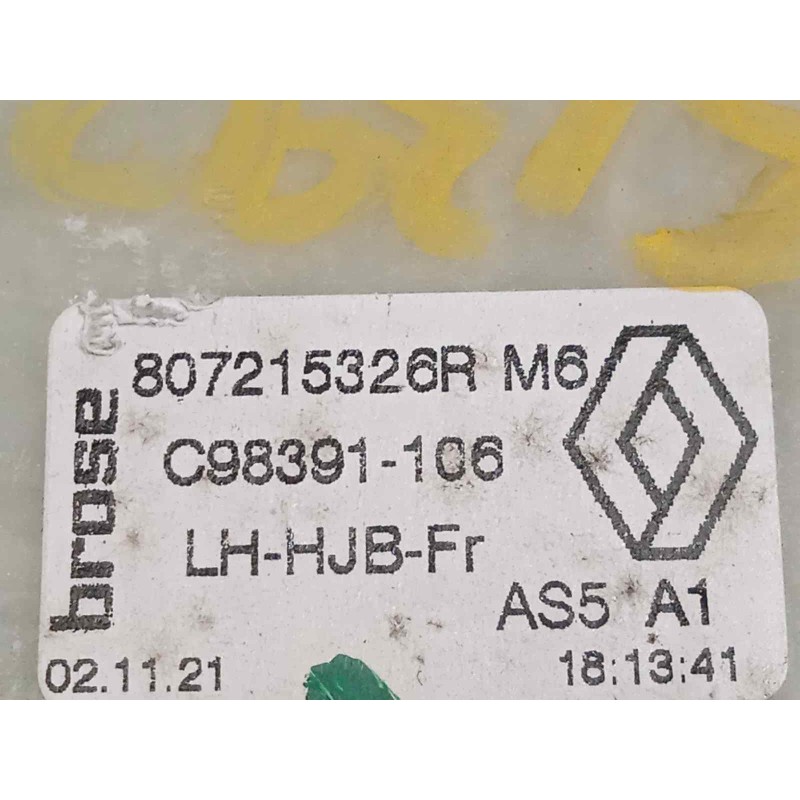 807215326R M6
brose
C98391-106
LH-HJB-Fr
AS5 A1
02.11.21
18:13:41